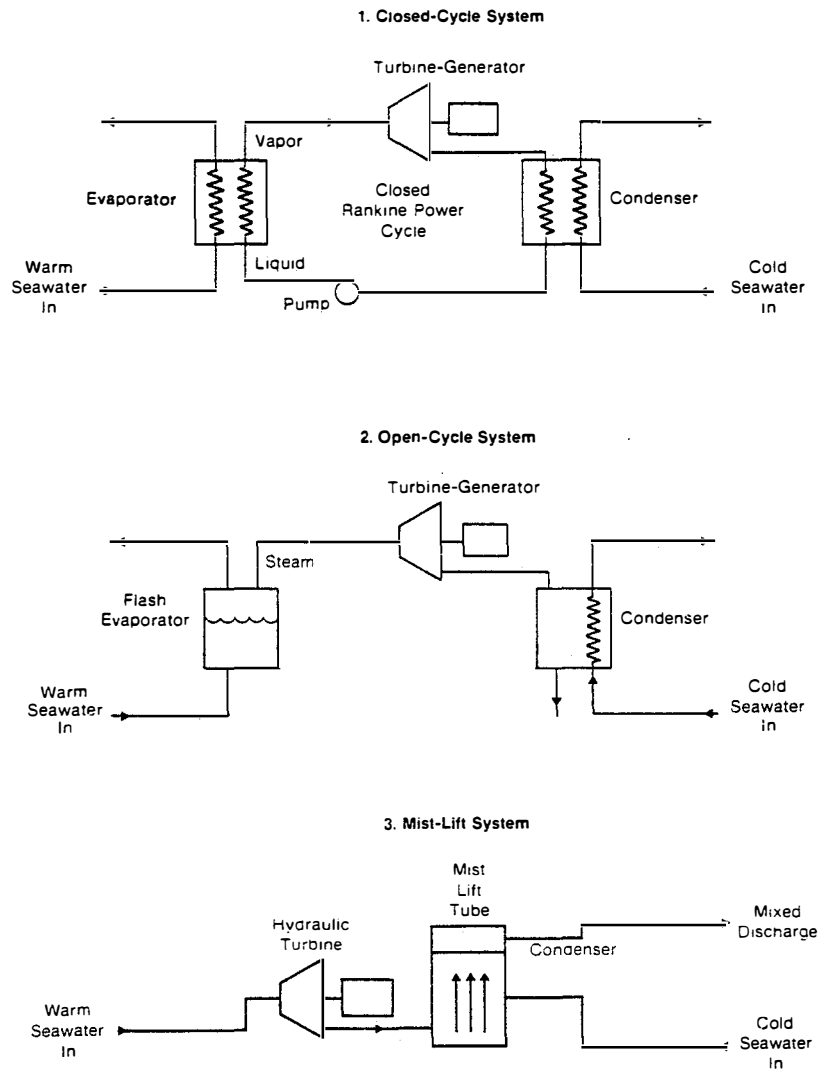 1. Closed-Cycle System
Turbine-Generator
Vapor
Evaporator
Closed
Rankine Power
Cycle
Condenser
Warm
Seawater
In
Liquid
Pump
Cold
Seawater
in
2. Open-Cycle System
Turbine-Generator
Steam
Flash
Evaporator
Condenser
Warm
Seawater
In
Cold
Seawater
in
3. Mist-Lift System
Mist
Lift
Tube
Hydraulic
Turbine
Mixed
Discharge
Condenser
Warm
Seawater
In
Cold
Seawater
In